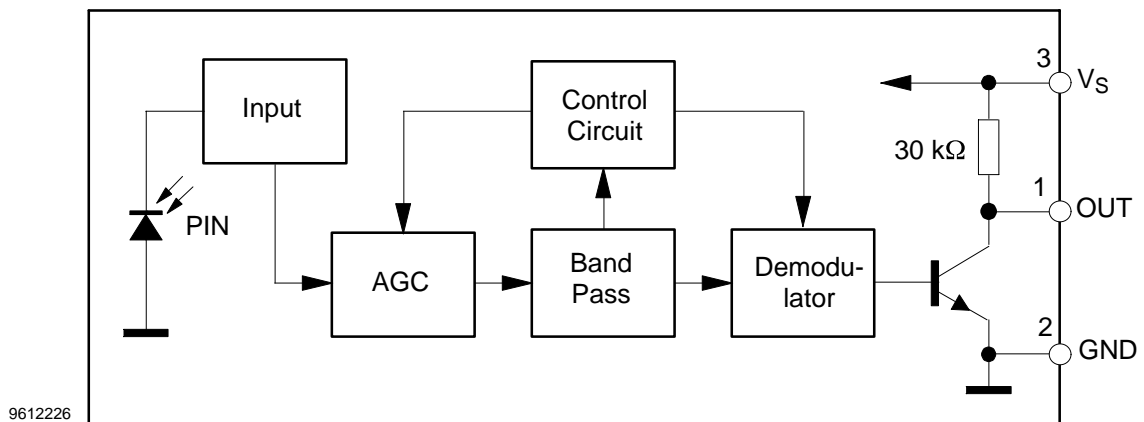 Input
PIN
AGC
Control
Circuit
Band
Pass
Demodu-
lator
30 kΩ
3
VS
1
OUT
2
GND
9612226